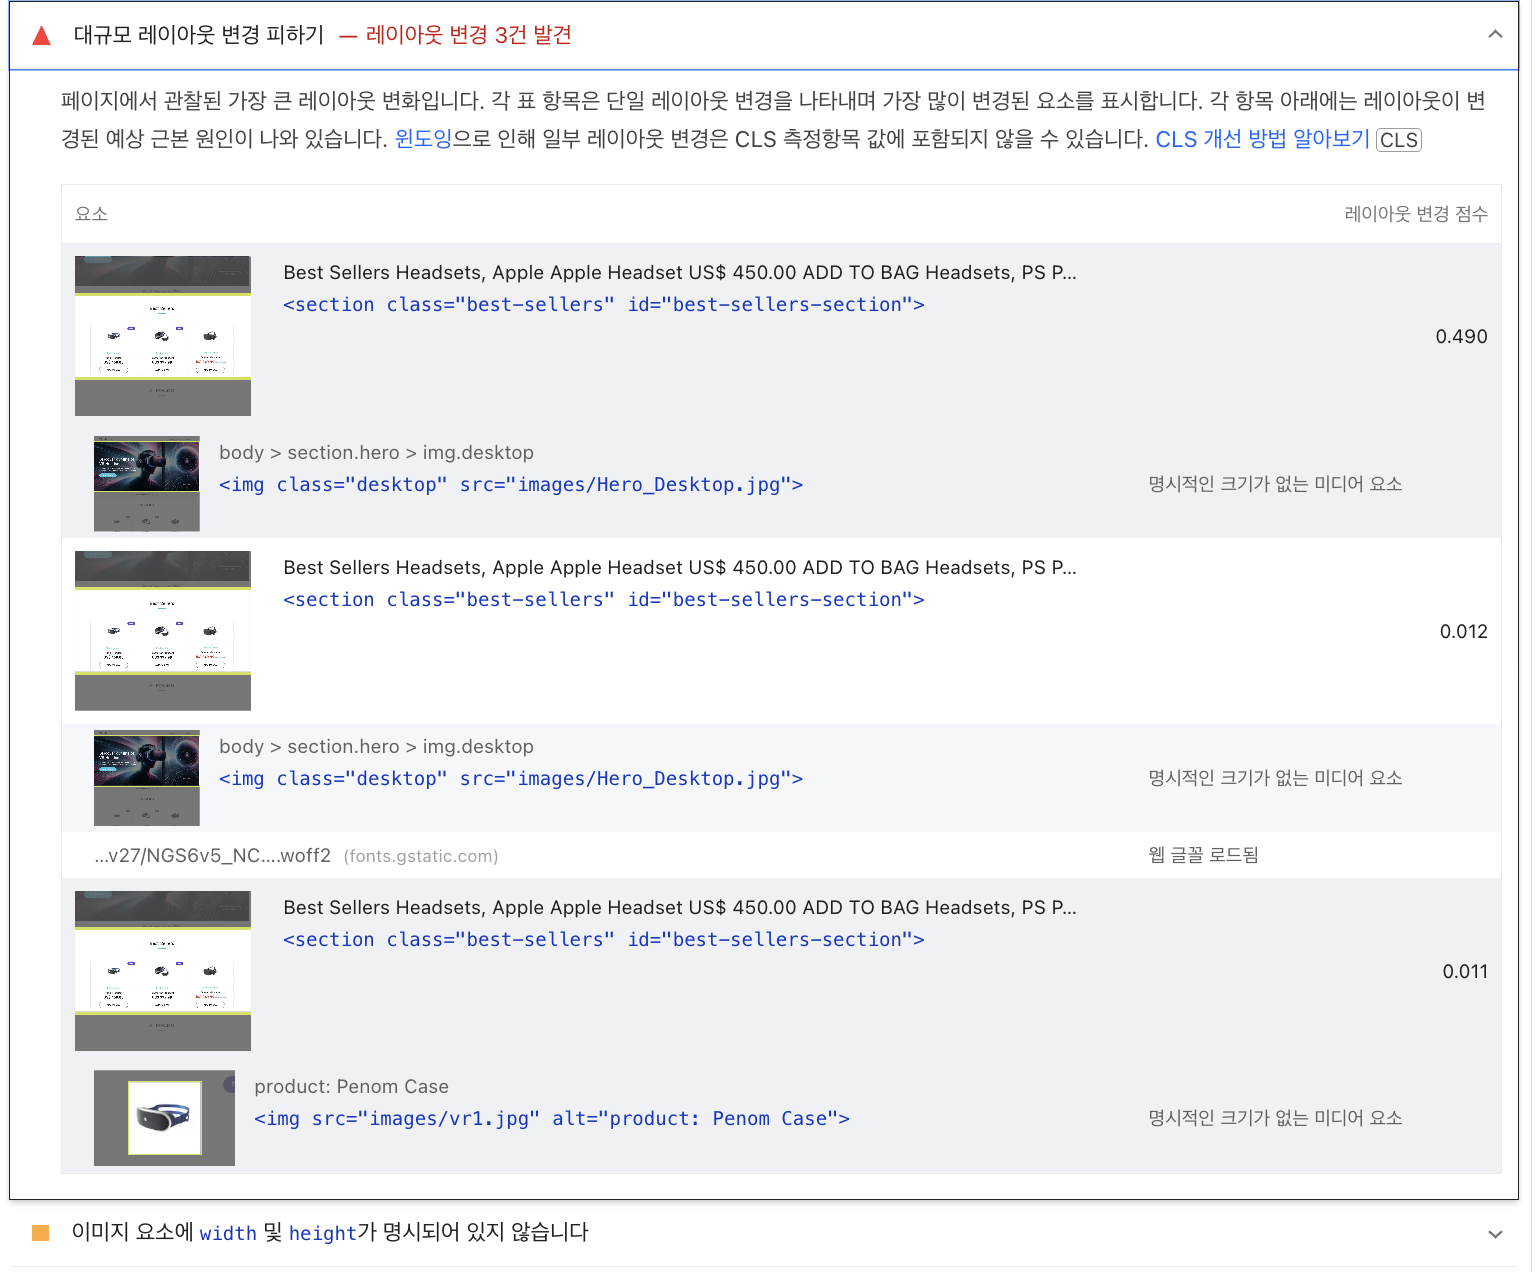 대규모 레이아웃 변경 피하기 — 레이아웃 변경 3건 발견
페이지에서 관찰된 가장 큰 레이아웃 변화입니다. 각 표 항목은 단일 레이아웃 변경을 나타내며 가장 많이 변경된 요소를 표시합니다. 각 항목 아래에는 레이아웃이 변
경된 예상 근본 원인이 나와 있습니다. 윈도잉으로 인해 일부 레이아웃 변경은 CLS 측정항목 값에 포함되지 않을 수 있습니다. CLS 개선 방법 알아보기 CLS
요소 레이아웃 변경 점수
Best Sellers Headsets, Apple Apple Headset US$ 450.00 ADD TO BAG Headsets, PS P...
<section class="best-sellers" id="best-sellers-section">
0.490
body > section.hero > img.desktop
<img class="desktop" src="images/Hero_Desktop.jpg"> 명시적인 크기가 없는 미디어 요소
Best Sellers Headsets, Apple Apple Headset US$ 450.00 ADD TO BAG Headsets, PS P...
<section class="best-sellers" id="best-sellers-section">
0.012
body > section.hero > img.desktop
<img class="desktop" src="images/Hero_Desktop.jpg"> 명시적인 크기가 없는 미디어 요소
...v27/NGS6v5_NC....woff2 (fonts.gstatic.com) 웹 글꼴 로드됨
Best Sellers Headsets, Apple Apple Headset US$ 450.00 ADD TO BAG Headsets, PS P...
<section class="best-sellers" id="best-sellers-section">
0.011
product: Penom Case
<img src="images/vr1.jpg" alt="product: Penom Case"> 명시적인 크기가 없는 미디어 요소
이미지 요소에 width 및 height가 명시되어 있지 않습니다